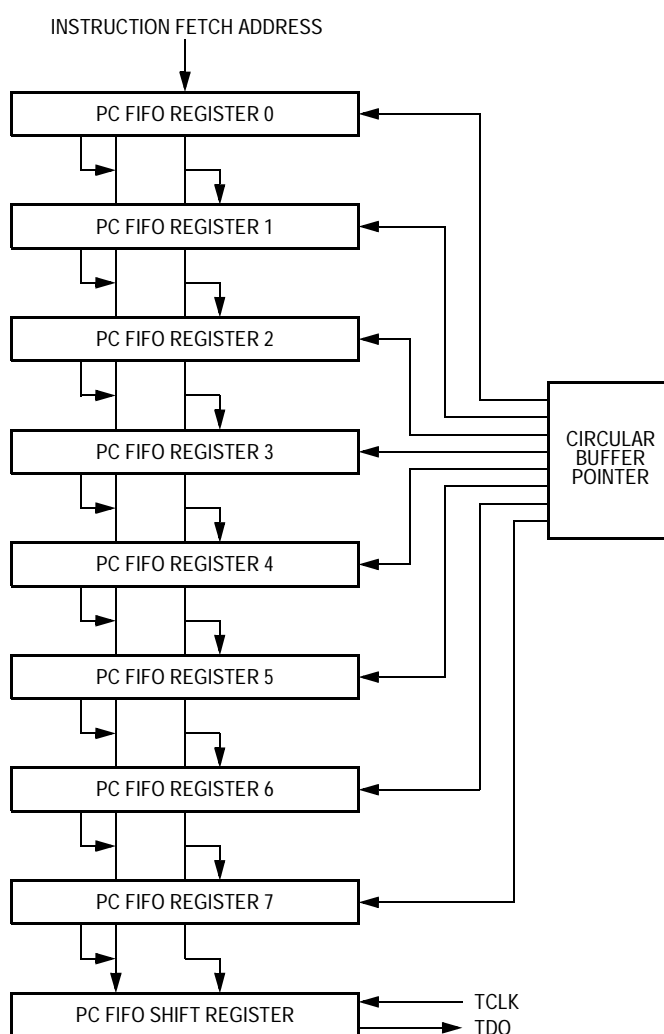 INSTRUCTION FETCH ADDRESS
PC FIFO REGISTER 0
PC FIFO REGISTER 1
PC FIFO REGISTER 2
PC FIFO REGISTER 3
CIRCULAR
BUFFER
POINTER
PC FIFO REGISTER 4
PC FIFO REGISTER 5
PC FIFO REGISTER 6
PC FIFO REGISTER 7
PC FIFO SHIFT REGISTER
TCLK
TDO